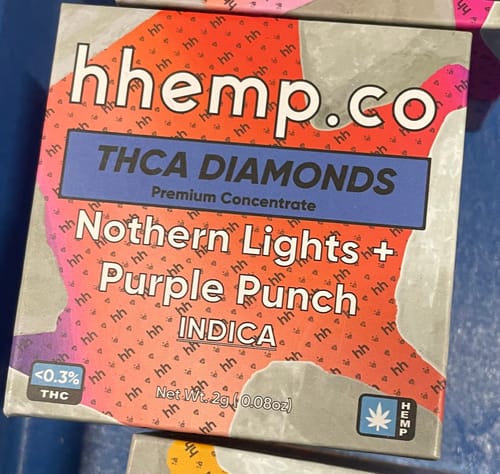 hhemp.co
THCA DIAMONDS
Premium Concentrate
Nothern Lights +
Purple Punch
INDICA
<0.3%
THC
Net Wt. 2g ( 0.08oz)
HEMP